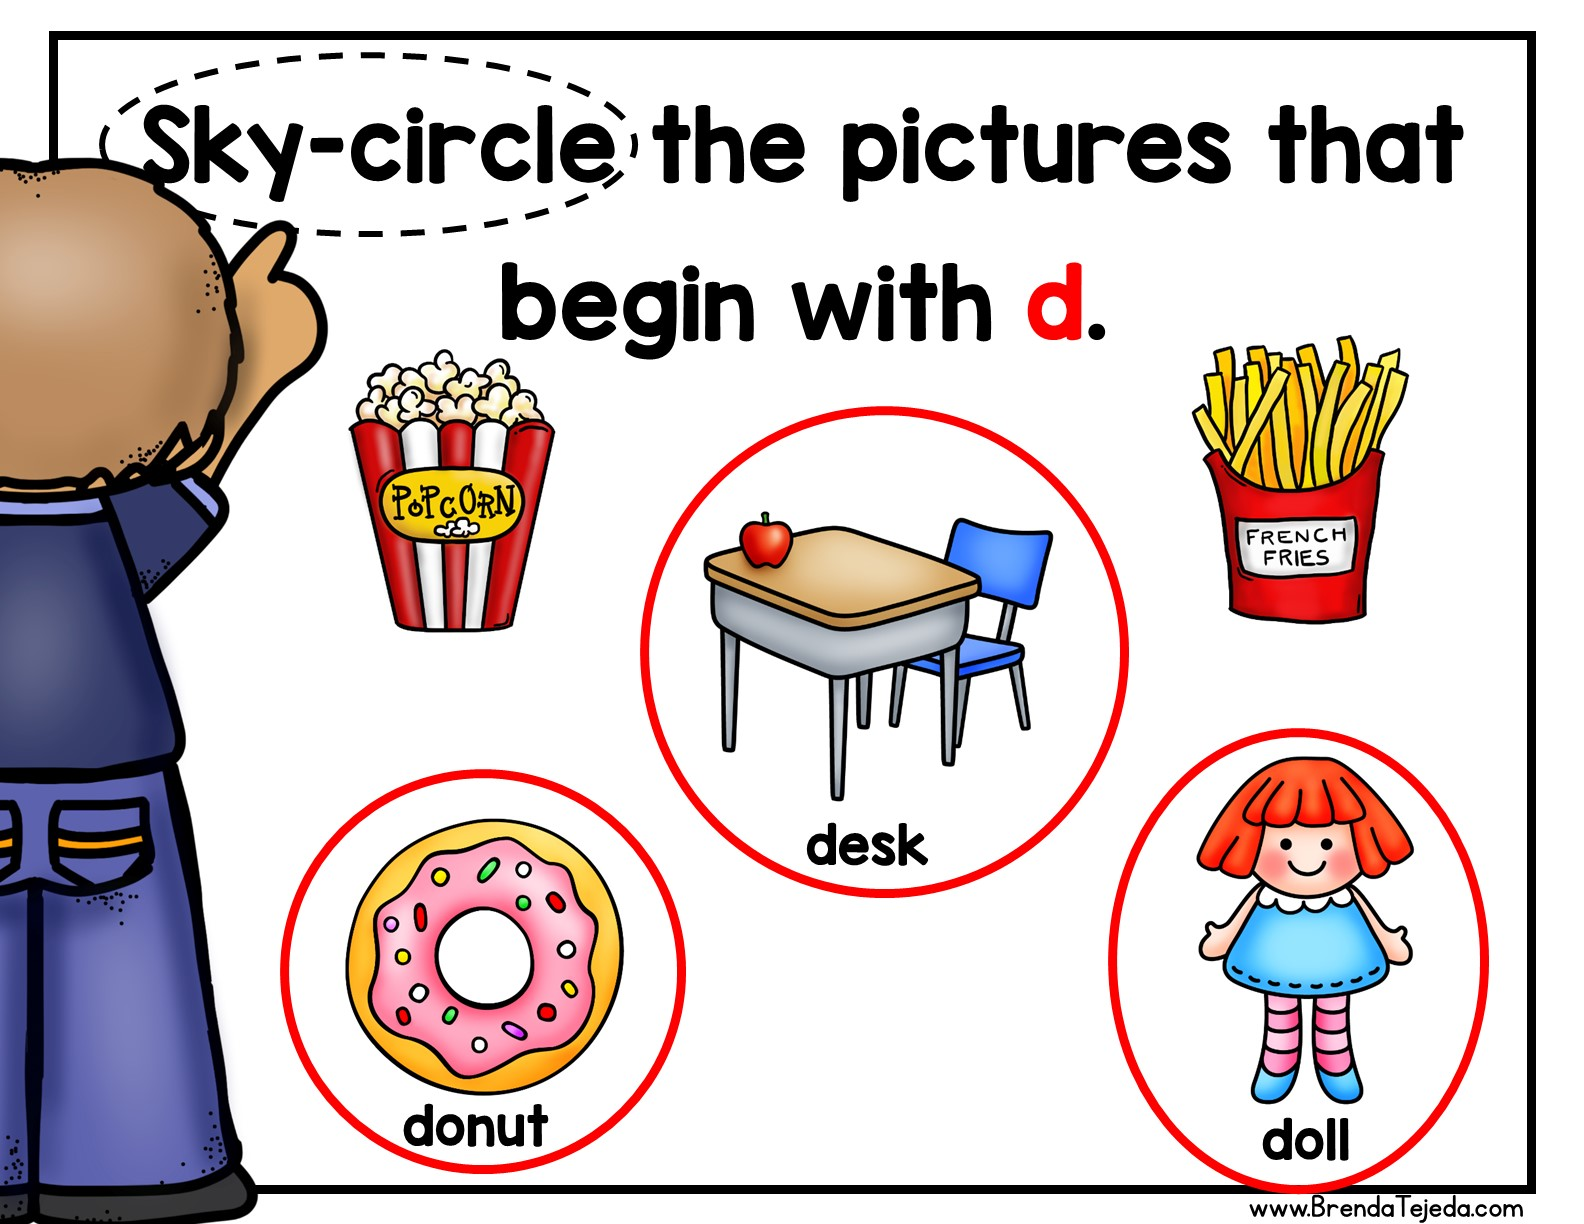 Sky-circle the pictures that
begin with d.
POPCORN
FRENCH
FRIES
desk
donut
doll
www.BrendaTejeda.com